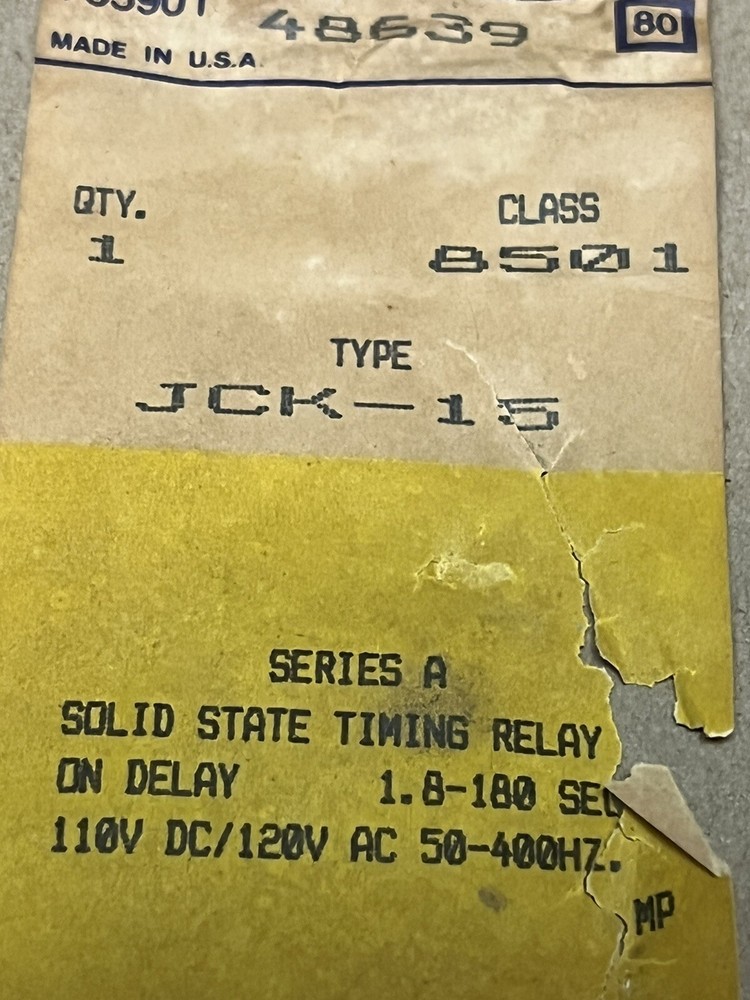 48639
80
MADE IN U.S.A.
QTY. CLASS
1 8501
TYPE
JCK-15
SERIES A
SOLID STATE TIMING RELAY
ON DELAY 1.8-180 SEC
110V DC/120V AC 50-400HZ.
MP